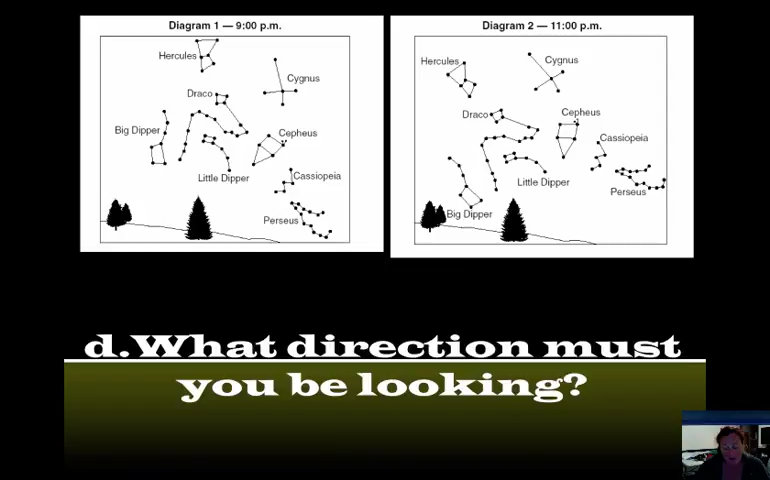 Diagram 1 — 9:00 p.m.
Hercules
Cygnus
Draco
Big Dipper
Cepheus
Little Dipper
Cassiopeia
Perseus
Diagram 2 — 11:00 p.m.
Hercules
Cygnus
Draco
Cepheus
Cassiopeia
Little Dipper
Perseus
Big Dipper
d.What direction must
you be looking?